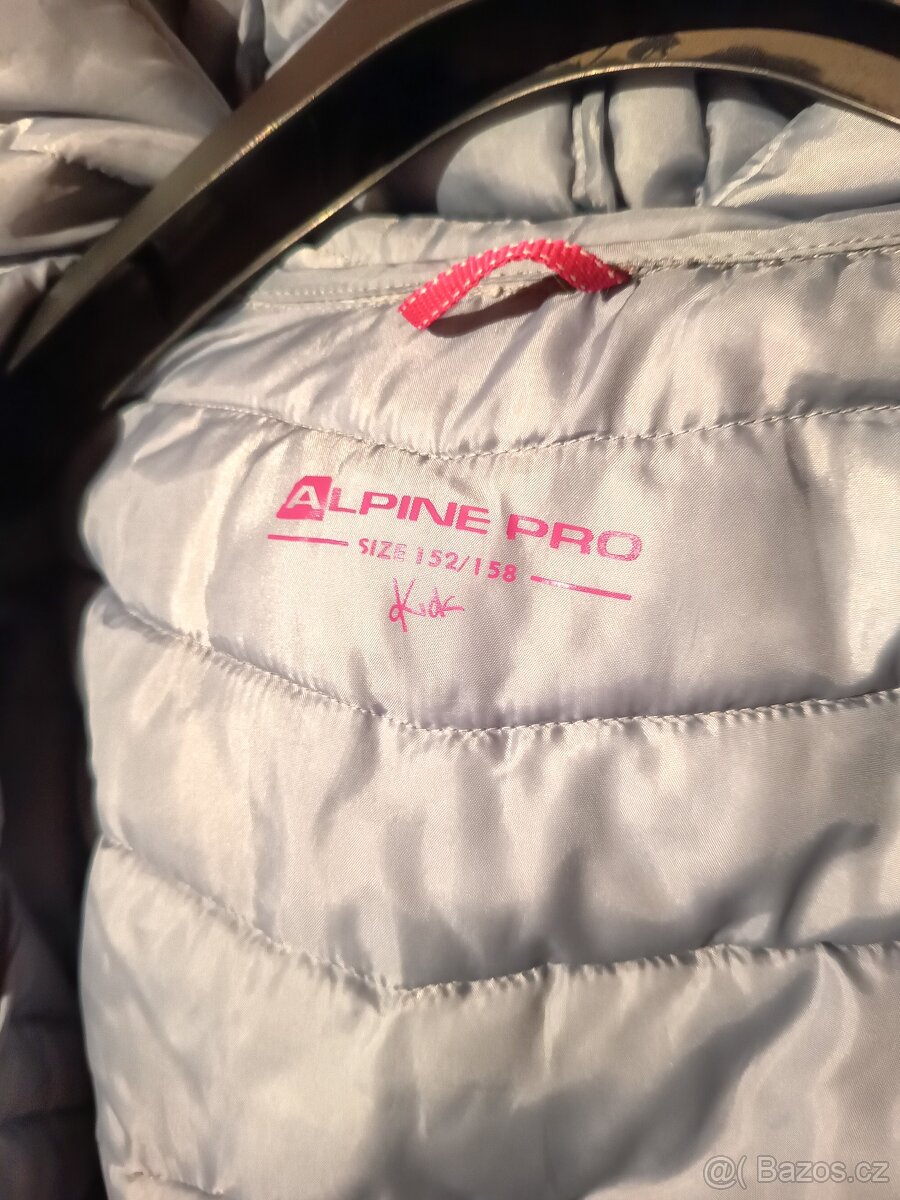 ALPINE PRO
SIZE 152/158
Kids
@( Bazos.cz